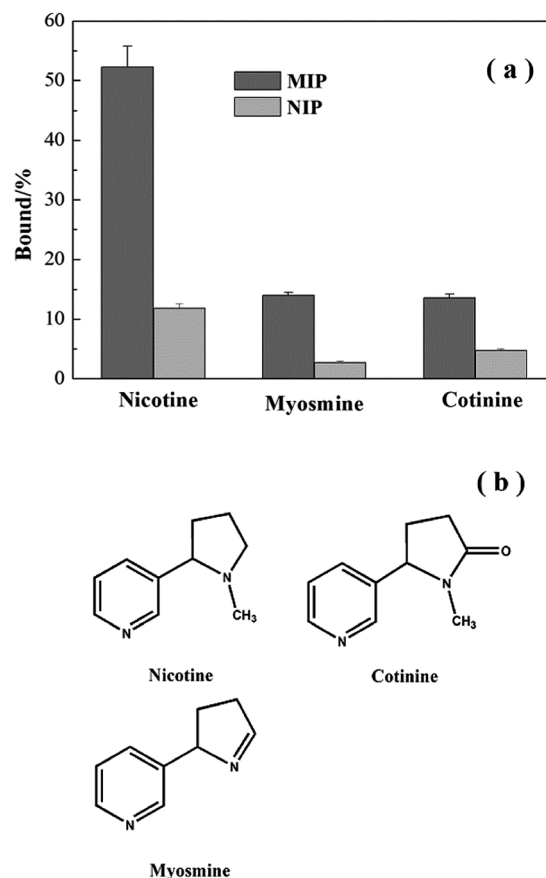 ( a )
MIP
NIP
Bound/%
60
50
40
30
20
10
0
Nicotine Myosmine Cotinine
( b )
N
N
CH3
Nicotine
N
N
O
CH3
Cotinine
N
N
Myosmine